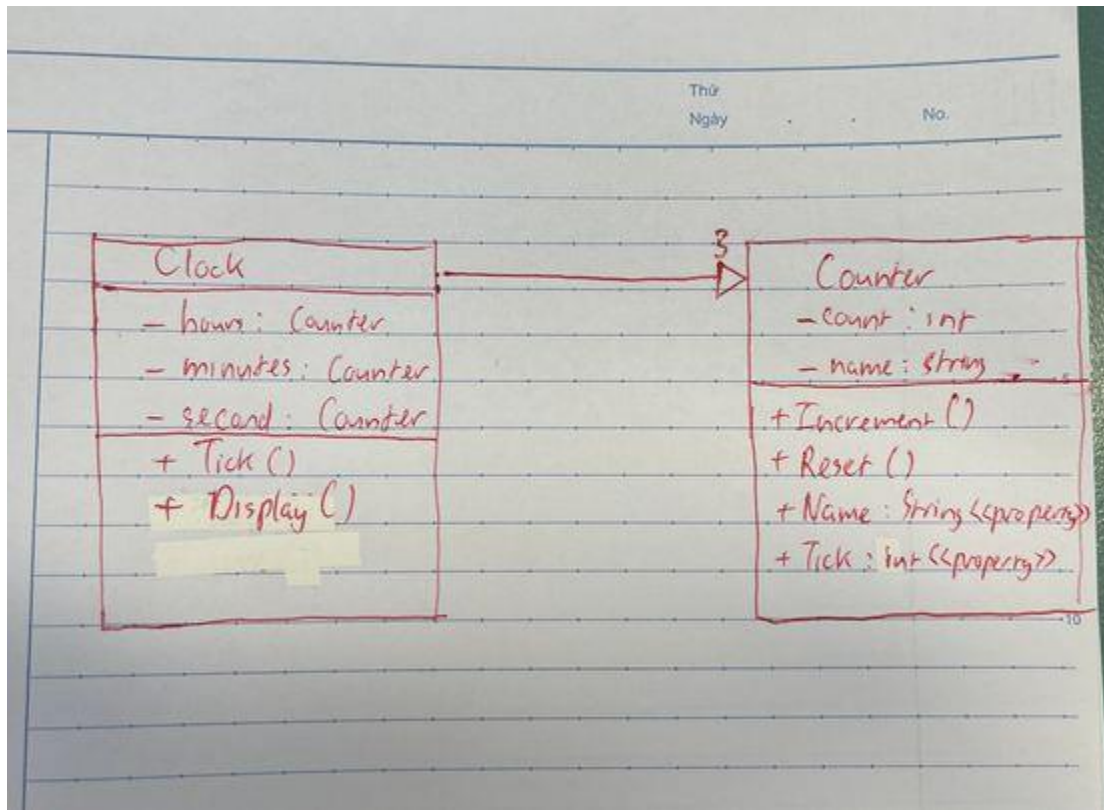 Thứ
Ngày . . No.
3
Clock
- hours : Counter
- minutes : Counter
- second : Counter
+ Tick ()
+ Display ()
Counter
- count : int
- name : string
+ Increment ()
+ Reset ()
+ Name : String <<property>>
+ Tick : int <<property>>
10